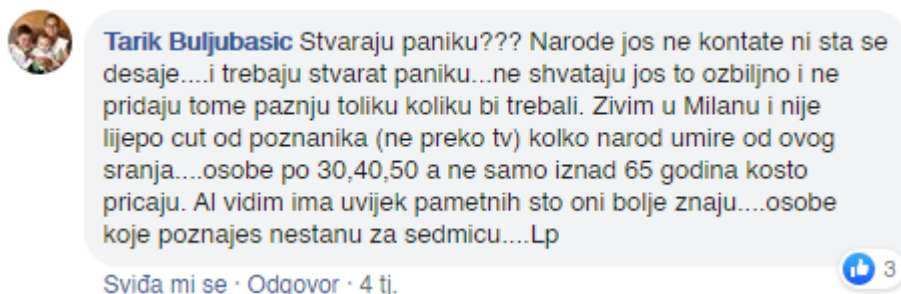 Tarik Buljubasic Stvaraju paniku??? Narode jos ne kontate ni sta se
desaje....i trebaju stvarat paniku...ne shvataju jos to ozbiljno i ne
pridaju tome paznju toliku koliku bi trebali. Zivim u Milanu i nije
lijepo cut od poznanika (ne preko tv) kolko narod umire od ovog
sranja....osobe po 30,40,50 a ne samo iznad 65 godina kosto
pricaju. Al vidim ima uvijek pametnih sto oni bolje znaju....osobe
koje poznajes nestanu za sedmicu....Lp
3
Sviđa mi se · Odgovor · 4 tj.